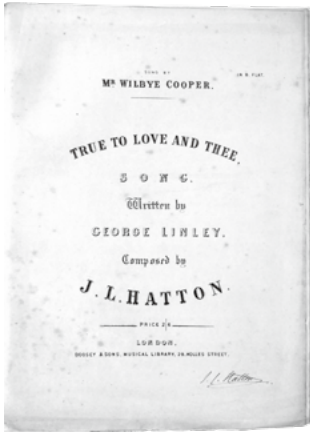 SUNG BY
IN B FLAT
MR WILBYE COOPER.
TRUE TO LOVE AND THEE.
SONG.
Written by
GEORGE LINLEY.
Composed by
J. L. HATTON.
PRICE 2/6
LONDON.
BOOSEY & SONS, MUSICAL LIBRARY, 28, HOLLES STREET.
J. L. Hatton